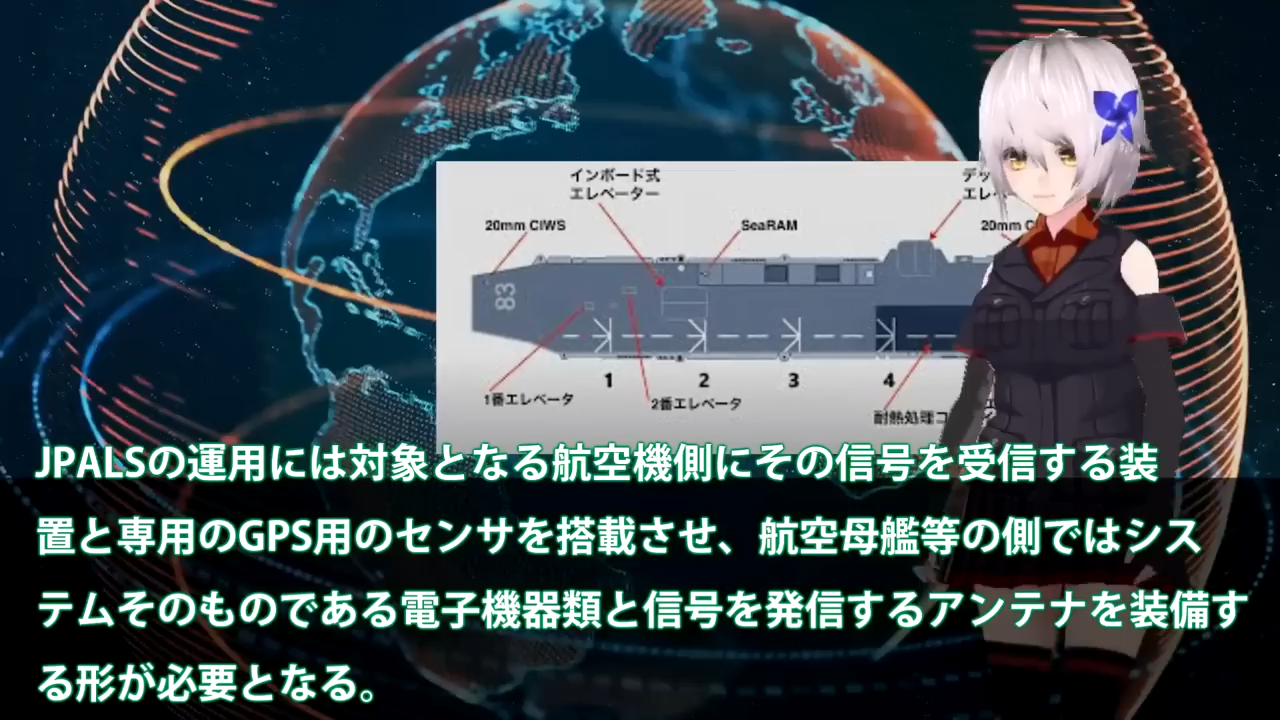 インボード式
エレベーター
デッ
エレ
20mm CIWS
SeaRAM
20mm C
83
1
2
3
4
1番エレベータ
2番エレベータ
耐熱処理コ
JPALSの運用には対象となる航空機側にその信号を受信する装
置と専用のGPS用のセンサを搭載させ、航空母艦等の側ではシス
テムそのものである電子機器類と信号を発信するアンテナを装備す
る形が必要となる。